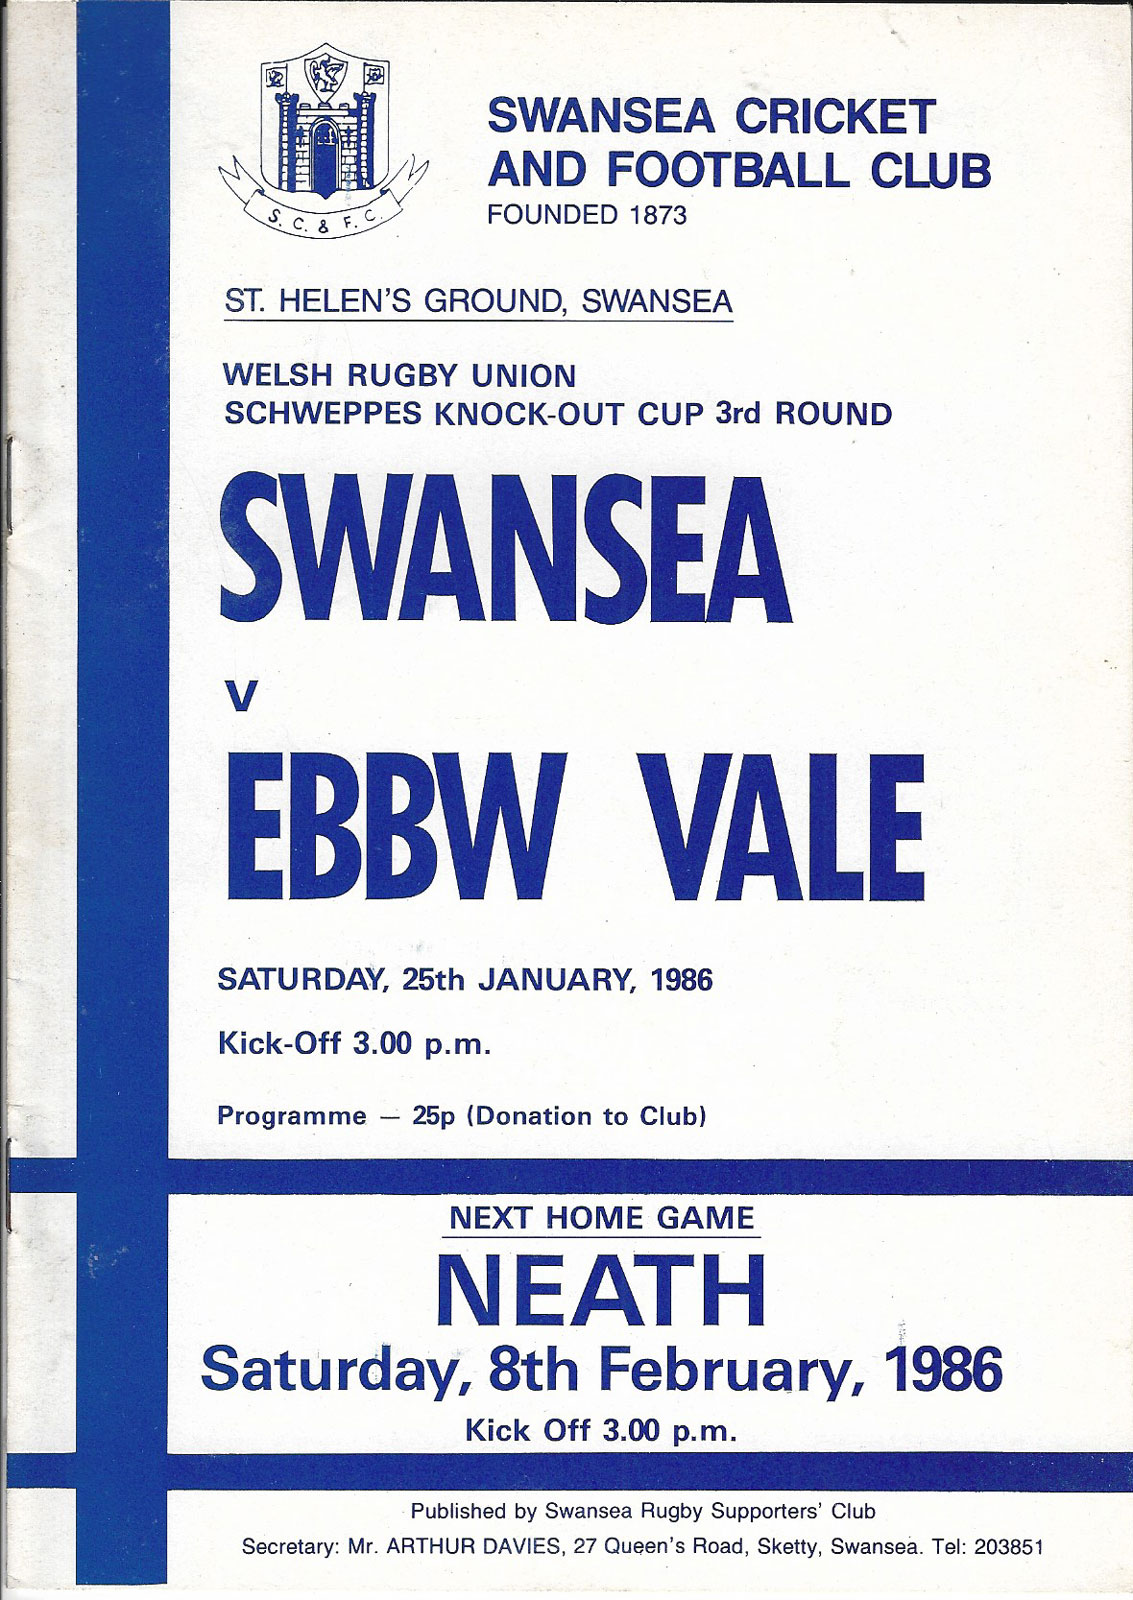 S. C. & F. C.
SWANSEA CRICKET
AND FOOTBALL CLUB
FOUNDED 1873
ST. HELEN'S GROUND, SWANSEA
WELSH RUGBY UNION
SCHWEPPES KNOCK-OUT CUP 3rd ROUND
SWANSEA
v
EBBW VALE
SATURDAY, 25th JANUARY, 1986
Kick-Off 3.00 p.m.
Programme — 25p (Donation to Club)
NEXT HOME GAME
NEATH
Saturday, 8th February, 1986
Kick Off 3.00 p.m.
Published by Swansea Rugby Supporters' Club
Secretary: Mr. ARTHUR DAVIES, 27 Queen's Road, Sketty, Swansea. Tel: 203851